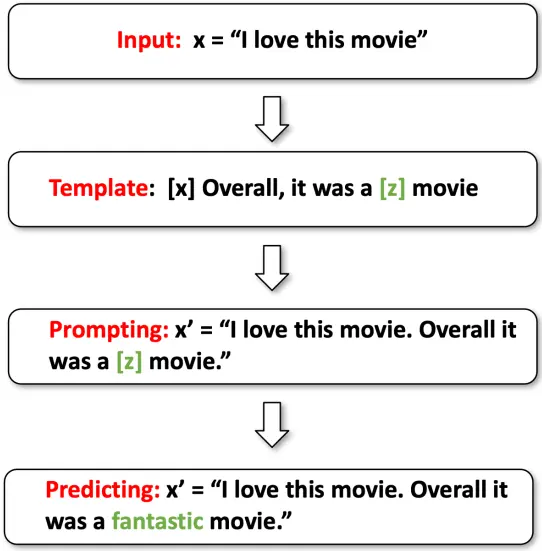 Input: x = “I love this movie”
Template: [x] Overall, it was a [z] movie
Prompting: x’ = “I love this movie. Overall it
was a [z] movie.”
Predicting: x’ = “I love this movie. Overall it
was a fantastic movie.”